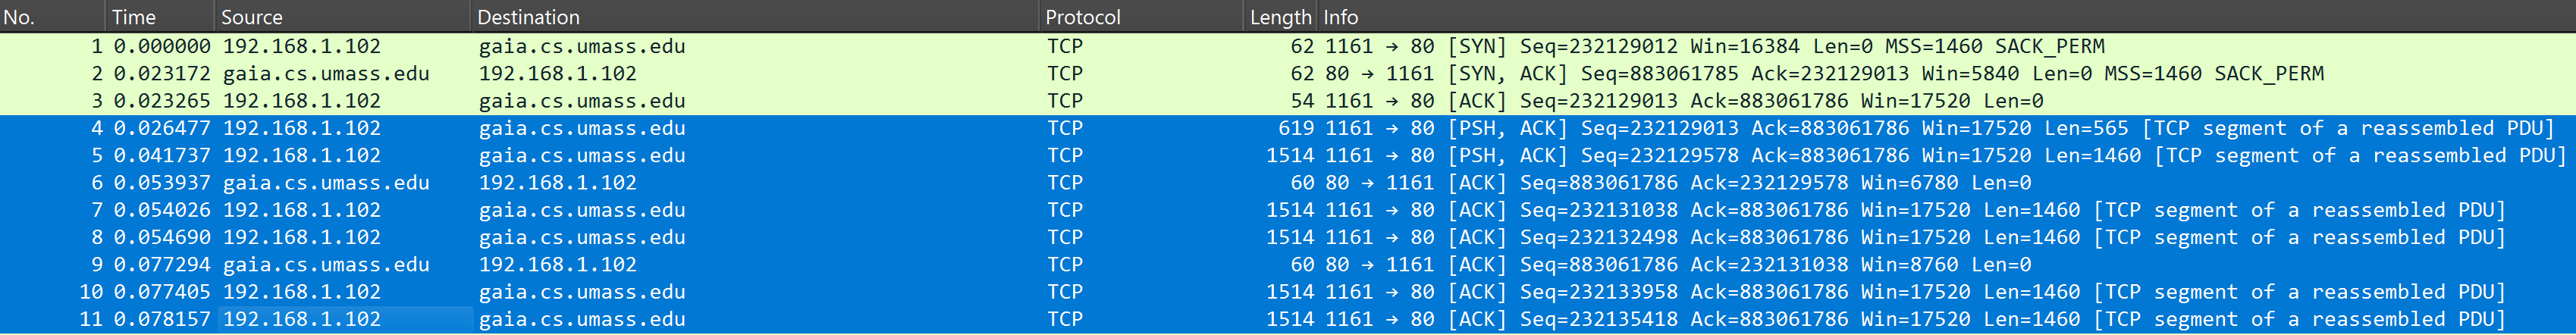 No. Time Source Destination Protocol Length Info
1 0.000000 192.168.1.102 gaia.cs.umass.edu TCP 62 1161 → 80 [SYN] Seq=232129012 Win=16384 Len=0 MSS=1460 SACK_PERM
2 0.023172 gaia.cs.umass.edu 192.168.1.102 TCP 62 80 → 1161 [SYN, ACK] Seq=883061785 Ack=232129013 Win=5840 Len=0 MSS=1460 SACK_PERM
3 0.023265 192.168.1.102 gaia.cs.umass.edu TCP 54 1161 → 80 [ACK] Seq=232129013 Ack=883061786 Win=17520 Len=0
4 0.026477 192.168.1.102 gaia.cs.umass.edu TCP 619 1161 → 80 [PSH, ACK] Seq=232129013 Ack=883061786 Win=17520 Len=565 [TCP segment of a reassembled PDU]
5 0.041737 192.168.1.102 gaia.cs.umass.edu TCP 1514 1161 → 80 [PSH, ACK] Seq=232129578 Ack=883061786 Win=17520 Len=1460 [TCP segment of a reassembled PDU]
6 0.053937 gaia.cs.umass.edu 192.168.1.102 TCP 60 80 → 1161 [ACK] Seq=883061786 Ack=232129578 Win=6780 Len=0
7 0.054026 192.168.1.102 gaia.cs.umass.edu TCP 1514 1161 → 80 [ACK] Seq=232131038 Ack=883061786 Win=17520 Len=1460 [TCP segment of a reassembled PDU]
8 0.054690 192.168.1.102 gaia.cs.umass.edu TCP 1514 1161 → 80 [ACK] Seq=232132498 Ack=883061786 Win=17520 Len=1460 [TCP segment of a reassembled PDU]
9 0.077294 gaia.cs.umass.edu 192.168.1.102 TCP 60 80 → 1161 [ACK] Seq=883061786 Ack=232131038 Win=8760 Len=0
10 0.077405 192.168.1.102 gaia.cs.umass.edu TCP 1514 1161 → 80 [ACK] Seq=232133958 Ack=883061786 Win=17520 Len=1460 [TCP segment of a reassembled PDU]
11 0.078157 192.168.1.102 gaia.cs.umass.edu TCP 1514 1161 → 80 [ACK] Seq=232135418 Ack=883061786 Win=17520 Len=1460 [TCP segment of a reassembled PDU]